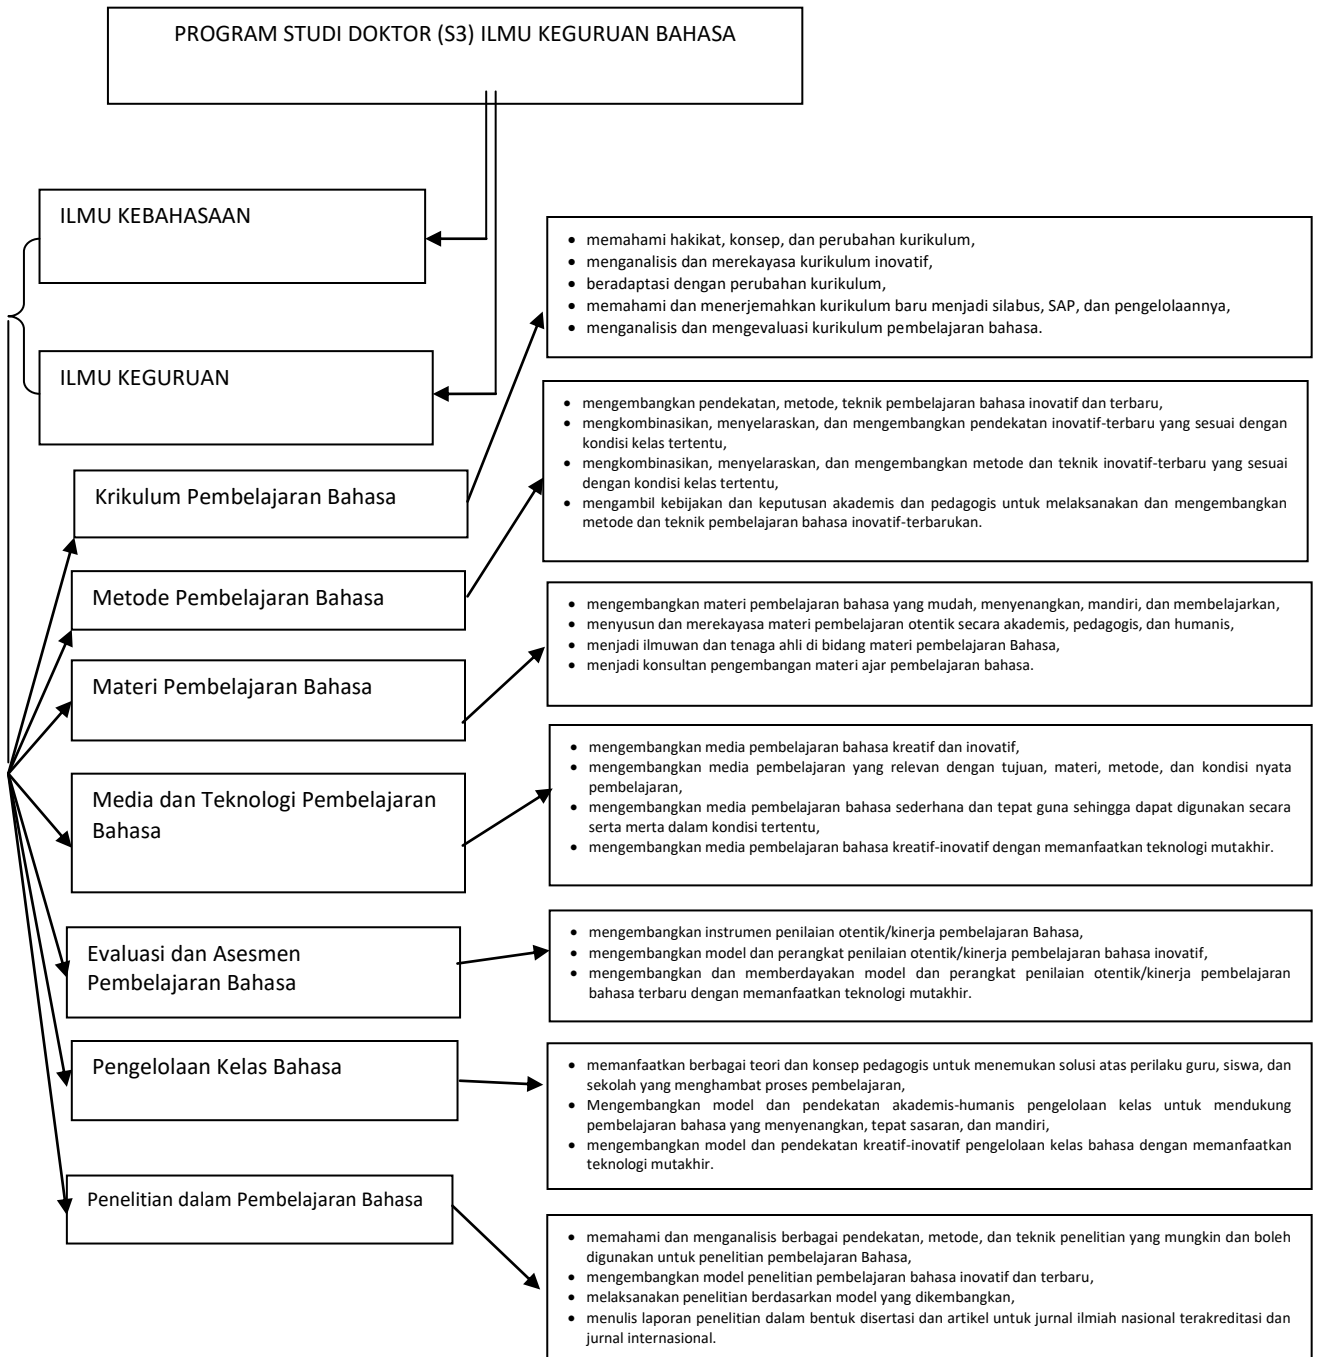 PROGRAM STUDI DOKTOR (S3) ILMU KEGURUAN BAHASA
ILMU KEBAHASAAN
ILMU KEGURUAN
Krikulum Pembelajaran Bahasa
• memahami hakikat, konsep, dan perubahan kurikulum,
• menganalisis dan merekayasa kurikulum inovatif,
• beradaptasi dengan perubahan kurikulum,
• memahami dan menerjemahkan kurikulum baru menjadi silabus, SAP, dan pengelolaannya,
• menganalisis dan mengevaluasi kurikulum pembelajaran bahasa.
Metode Pembelajaran Bahasa
• mengembangkan pendekatan, metode, teknik pembelajaran bahasa inovatif dan terbaru,
• mengkombinasikan, menyelaraskan, dan mengembangkan pendekatan inovatif-terbaru yang sesuai dengan
kondisi kelas tertentu,
• mengkombinasikan, menyelaraskan, dan mengembangkan metode dan teknik inovatif-terbaru yang sesuai
dengan kondisi kelas tertentu,
• mengambil kebijakan dan keputusan akademis dan pedagogis untuk melaksanakan dan mengembangkan
metode dan teknik pembelajaran bahasa inovatif-terbarukan.
Materi Pembelajaran Bahasa
• mengembangkan materi pembelajaran bahasa yang mudah, menyenangkan, mandiri, dan membelajarkan,
• menyusun dan merekayasa materi pembelajaran otentik secara akademis, pedagogis, dan humanis,
• menjadi ilmuwan dan tenaga ahli di bidang materi pembelajaran Bahasa,
• menjadi konsultan pengembangan materi ajar pembelajaran bahasa.
Media dan Teknologi Pembelajaran
Bahasa
• mengembangkan media pembelajaran bahasa kreatif dan inovatif,
• mengembangkan media pembelajaran yang relevan dengan tujuan, materi, metode, dan kondisi nyata
pembelajaran,
• mengembangkan media pembelajaran bahasa sederhana dan tepat guna sehingga dapat digunakan secara
serta merta dalam kondisi tertentu,
• mengembangkan media pembelajaran bahasa kreatif-inovatif dengan memanfaatkan teknologi mutakhir.
Evaluasi dan Asesmen
Pembelajaran Bahasa
• mengembangkan instrumen penilaian otentik/kinerja pembelajaran Bahasa,
• mengembangkan model dan perangkat penilaian otentik/kinerja pembelajaran bahasa inovatif,
• mengembangkan dan memberdayakan model dan perangkat penilaian otentik/kinerja pembelajaran
bahasa terbaru dengan memanfaatkan teknologi mutakhir.
Pengelolaan Kelas Bahasa
• memanfaatkan berbagai teori dan konsep pedagogis untuk menemukan solusi atas perilaku guru, siswa, dan
sekolah yang menghambat proses pembelajaran,
• Mengembangkan model dan pendekatan akademis-humanis pengelolaan kelas untuk mendukung
pembelajaran bahasa yang menyenangkan, tepat sasaran, dan mandiri,
• mengembangkan model dan pendekatan kreatif-inovatif pengelolaan kelas bahasa dengan memanfaatkan
teknologi mutakhir.
Penelitian dalam Pembelajaran Bahasa
• memahami dan menganalisis berbagai pendekatan, metode, dan teknik penelitian yang mungkin dan boleh
digunakan untuk penelitian pembelajaran Bahasa,
• mengembangkan model penelitian pembelajaran bahasa inovatif dan terbaru,
• melaksanakan penelitian berdasarkan model yang dikembangkan,
• menulis laporan penelitian dalam bentuk disertasi dan artikel untuk jurnal ilmiah nasional terakreditasi dan
jurnal internasional.